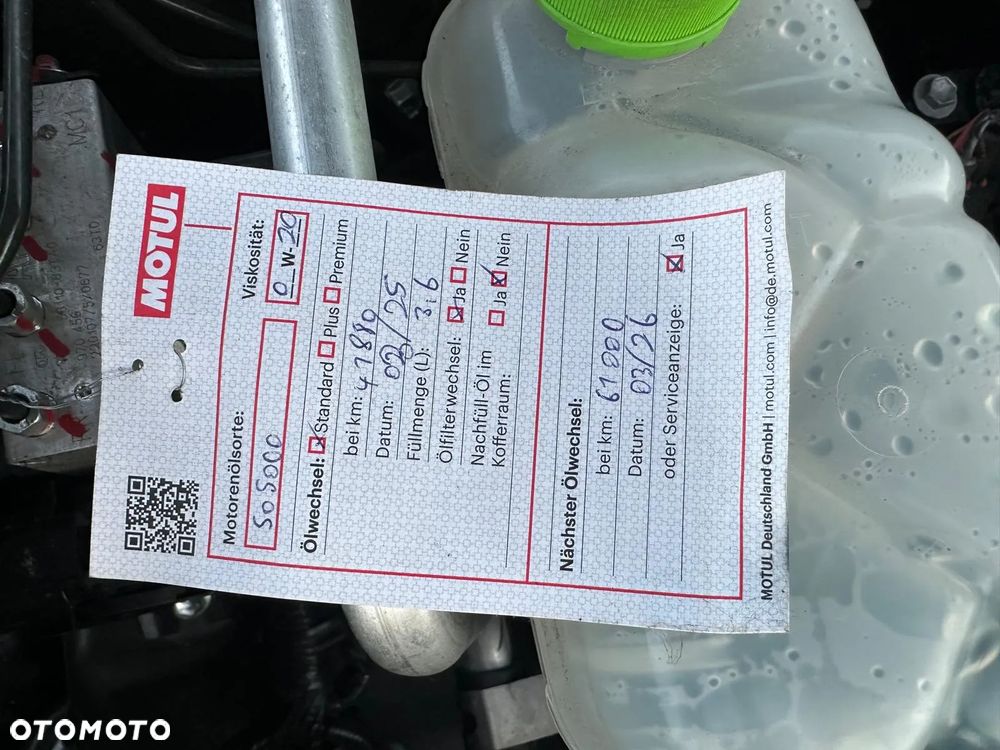 MOTUL
Motorenölsorte: Viskosität:
505000 0 W-20
Ölwechsel: Standard Plus Premium
bei km: 41880
Datum: 02/25
Füllmenge (L): 3,6
Ölfilterwechsel: Ja Nein
Nachfüll-Öl im
Kofferraum: Ja Nein
Nächster Ölwechsel:
bei km: 61000
Datum: 03/26
oder Serviceanzeige: Ja
MOTUL Deutschland GmbH | motul.com | info@de.motul.com
MC1
OTOMOTO